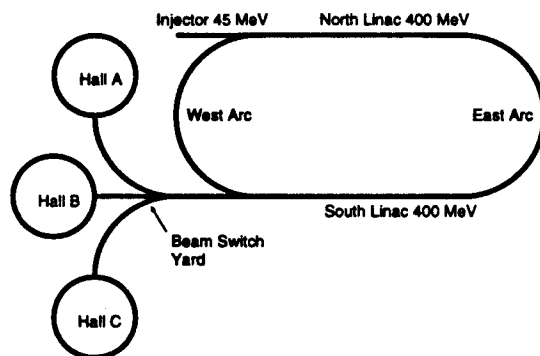 Injector 45 MeV
North Linac 400 MeV
Hall A
West Arc
East Arc
Hall B
South Linac 400 MeV
Beam Switch
Yard
Hall C